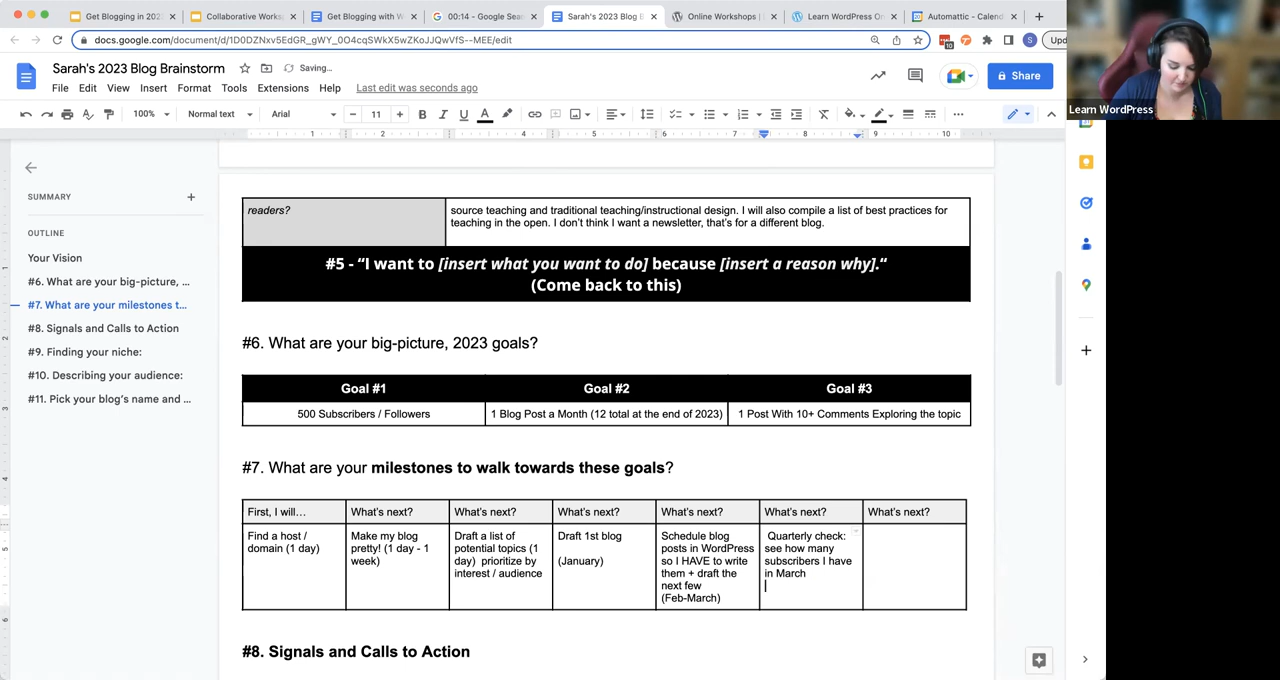 Get Blogging in 202
Collaborative Works
Get Blogging with W
00:14 - Google Sea
Sarah's 2023 Blog B
Online Workshops | L
Learn WordPress On
Automattic - Calend
docs.google.com/document/d/1D0DZNxv5EdGR_gWY_0O4cqSWkX5wZKoJJQwVfS--MEE/edit
10
S
Upd
Sarah's 2023 Blog Brainstorm
Saving...
File Edit View Insert Format Tools Extensions Help Last edit was seconds ago
Share
Learn WordPress
100% Normal text Arial 11
1 2 3 4 5 6 7 8 9 10
SUMMARY
OUTLINE
Your Vision
#6. What are your big-picture, ...
#7. What are your milestones t...
#8. Signals and Calls to Action
#9. Finding your niche:
#10. Describing your audience:
#11. Pick your blog's name and ...
readers?
source teaching and traditional teaching/instructional design. I will also compile a list of best practices for
teaching in the open. I don't think I want a newsletter, that's for a different blog.
#5 - "I want to [insert what you want to do] because [insert a reason why]."
(Come back to this)
#6. What are your big-picture, 2023 goals?
Goal #1 Goal #2 Goal #3
500 Subscribers / Followers 1 Blog Post a Month (12 total at the end of 2023) 1 Post With 10+ Comments Exploring the topic
#7. What are your milestones to walk towards these goals?
First, I will... What's next? What's next? What's next? What's next? What's next? What's next?
Find a host /
domain (1 day)
Make my blog
pretty! (1 day - 1
week)
Draft a list of
potential topics (1
day) prioritize by
interest / audience
Draft 1st blog
(January)
Schedule blog
posts in WordPress
so I HAVE to write
them + draft the
next few
(Feb-March)
Quarterly check:
see how many
subscribers I have
in March
#8. Signals and Calls to Action